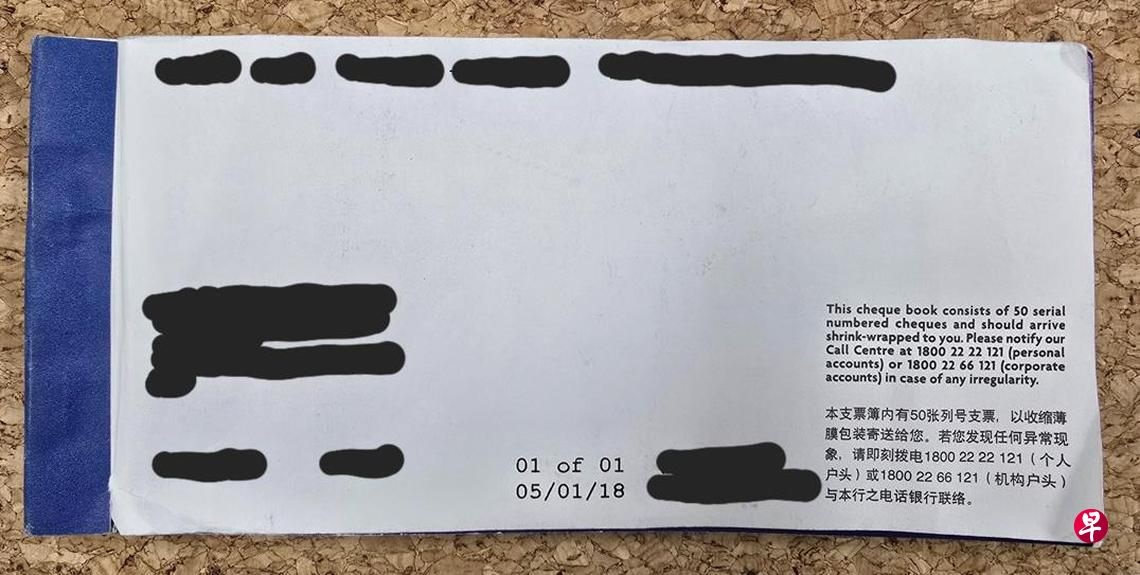 This cheque book consists of 50 serial
numbered cheques and should arrive
shrink-wrapped to you. Please notify our
Call Centre at 1800 22 22 121 (personal
accounts) or 1800 22 66 121 (corporate
accounts) in case of any irregularity.
本支票簿内有50张列号支票，以收缩薄
膜包装寄送给您。若您发现任何异常现
象，请即刻拨电1800 22 22 121（个人
户头）或1800 22 66 121（机构户头）
与本行之电话银行联络。
01 of 01
05/01/18
早